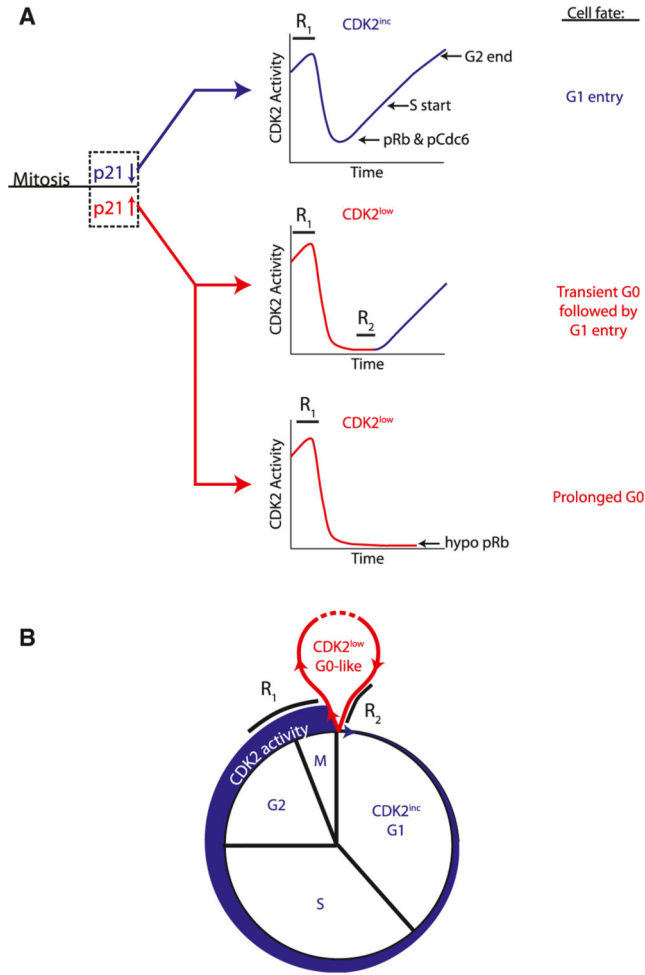 A
Cell fate:
R1
CDK2inc
CDK2 Activity
G2 end
S start
pRb & pCdc6
Time
G1 entry
Mitosis
p21 ↓
p21 ↑
R1
CDK2low
CDK2 Activity
R2
Time
Transient G0
followed by
G1 entry
R1
CDK2low
CDK2 Activity
hypo pRb
Time
Prolonged G0
B
CDK2low
G0-like
R1
R2
CDK2 activity
M
G2
CDK2inc
G1
S